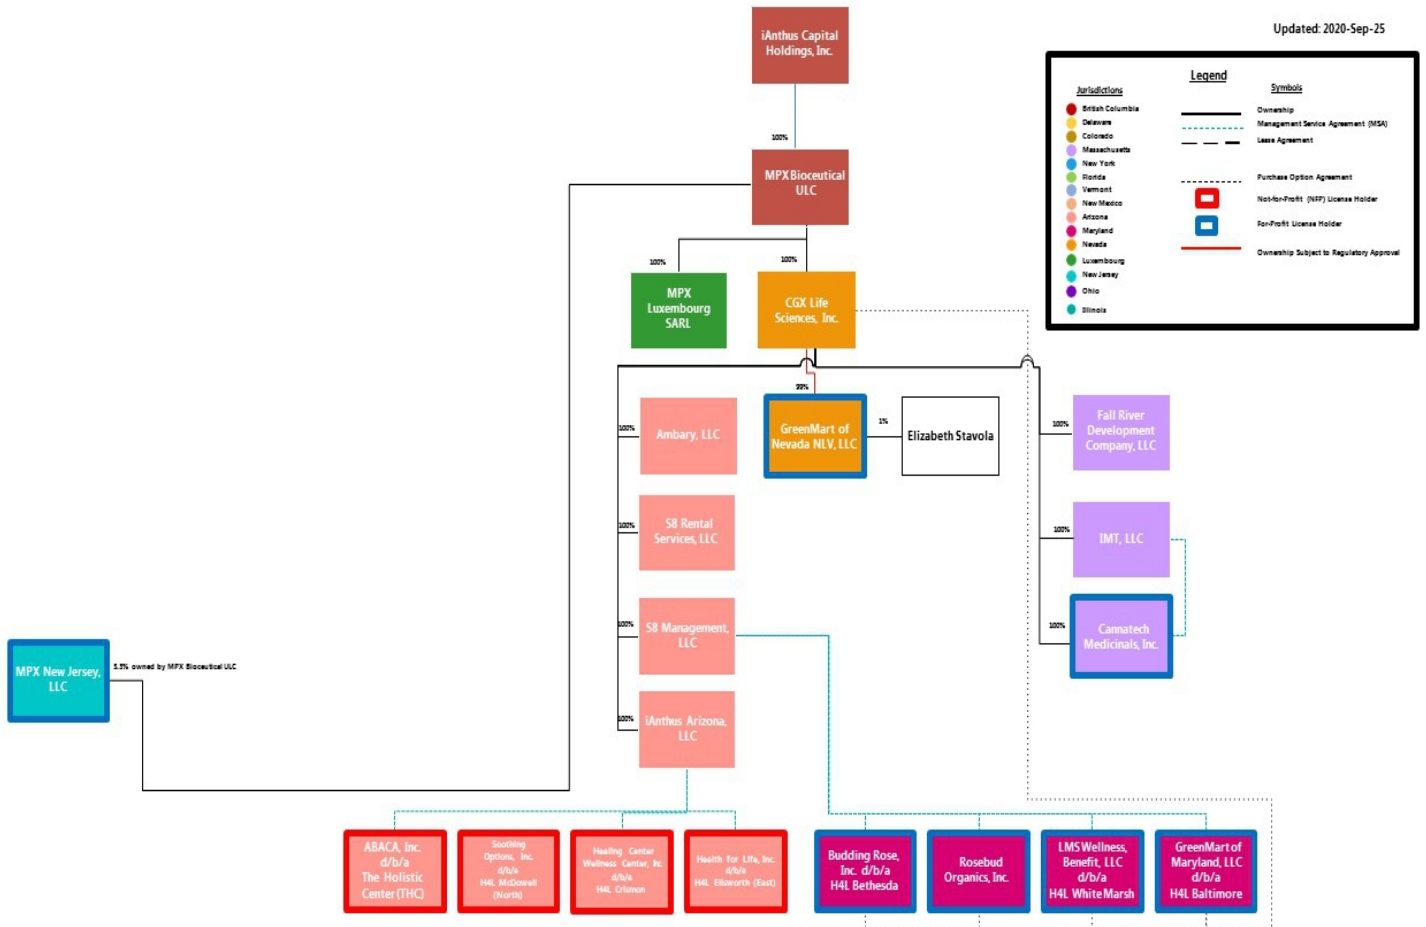 iAnthus Capital
Holdings, Inc.
Updated: 2020-Sep-25
Legend
Jurisdictions
British Columbia
Delaware
Colorado
Massachusetts
New York
Florida
Vermont
New Mexico
Arizona
Maryland
Nevada
Luxembourg
New Jersey
Ohio
Illinois
Symbols
Ownership
Management Service Agreement (MSA)
Lease Agreement
Purchase Option Agreement
Not-for-Profit (NFP) License Holder
For-Profit License Holder
Ownership Subject to Regulatory Approval
100%
MPX Bioceutical
ULC
100%
100%
MPX
Luxembourg
SARL
CGX Life
Sciences, Inc.
99%
100%
Ambary, LLC
GreenMart of
Nevada NLV, LLC
1%
Elizabeth Stavola
100%
Fall River
Development
Company, LLC
100%
S8 Rental
Services, LLC
100%
IMT, LLC
100%
S8 Management,
LLC
100%
Cannatech
Medicinals, Inc.
MPX New Jersey,
LLC
5.3% owned by MPX Bioceutical ULC
100%
iAnthus Arizona,
LLC
ABACA, Inc.
d/b/a
The Holistic
Center (THC)
Soothing
Options, Inc.
d/b/a
H4L McDowell
(North)
Healing Center
Wellness Center, Inc
d/b/a
H4L Crismon
Health for Life, Inc.
d/b/a
H4L Ellsworth (East)
Budding Rose,
Inc. d/b/a
H4L Bethesda
Rosebud
Organics, Inc.
LMS Wellness,
Benefit, LLC
d/b/a
H4L White Marsh
GreenMart of
Maryland, LLC
d/b/a
H4L Baltimore